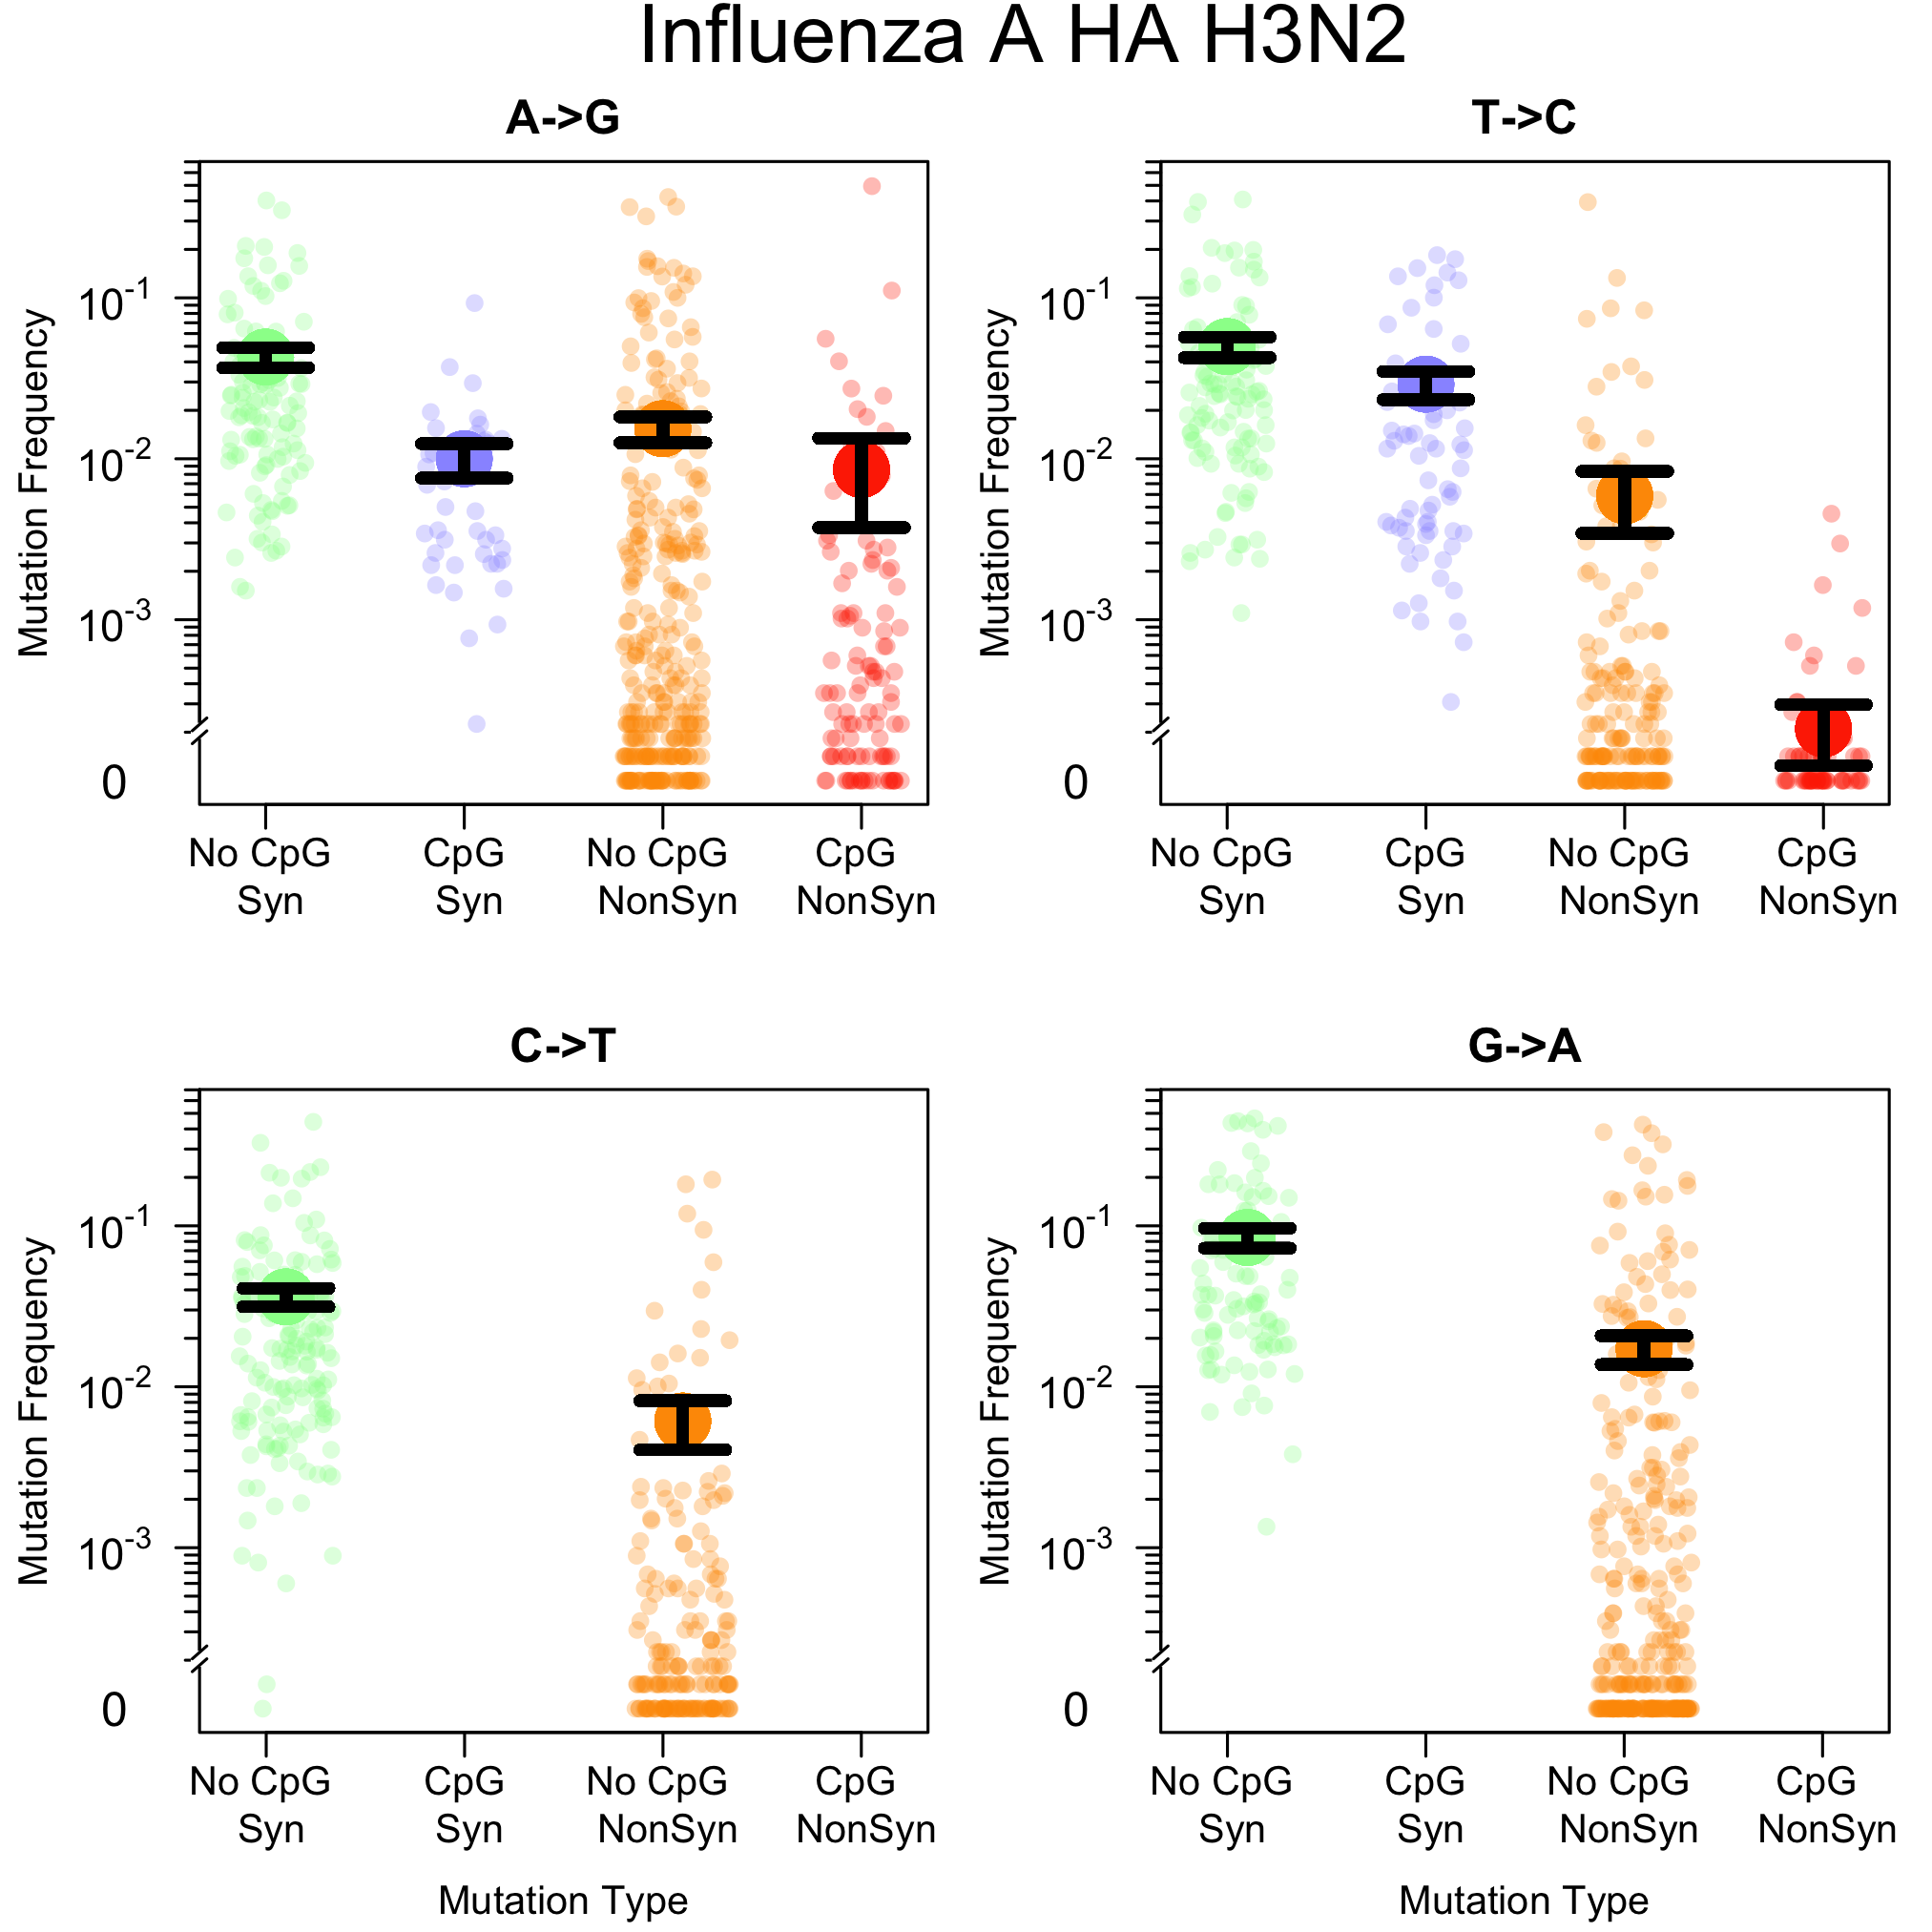 Influenza A HA H3N2
A->G
Mutation Frequency
10^-1
10^-2
10^-3
0
No CpG CpG No CpG CpG
Syn Syn NonSyn NonSyn
T->C
Mutation Frequency
10^-1
10^-2
10^-3
0
No CpG CpG No CpG CpG
Syn Syn NonSyn NonSyn
C->T
Mutation Frequency
10^-1
10^-2
10^-3
0
No CpG CpG No CpG CpG
Syn Syn NonSyn NonSyn
Mutation Type
G->A
Mutation Frequency
10^-1
10^-2
10^-3
0
No CpG CpG No CpG CpG
Syn Syn NonSyn NonSyn
Mutation Type